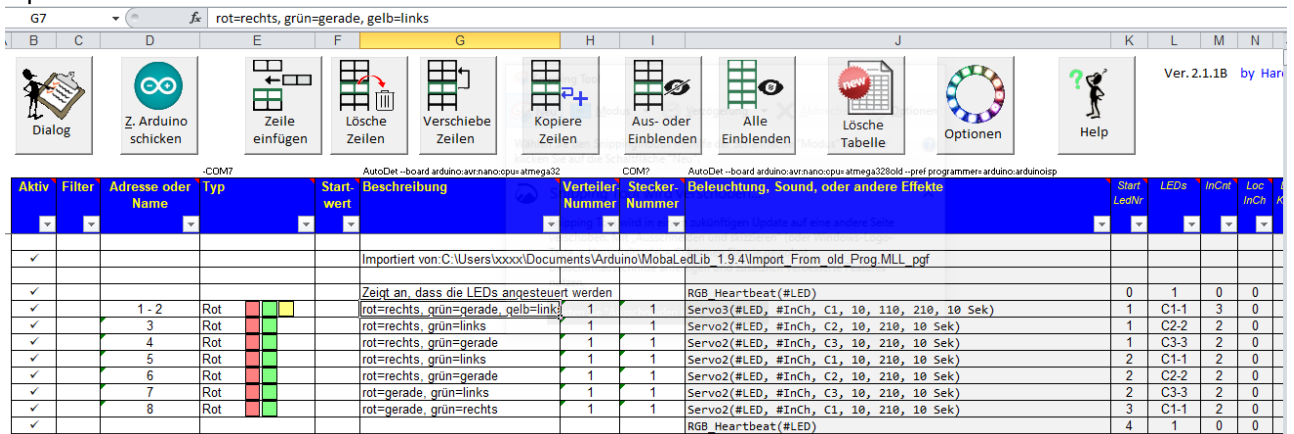 G7 fx rot=rechts, grün=gerade, gelb=links
B C D E F G H I J K L M N
Dialog
Z. Arduino schicken
Zeile einfügen
Lösche Zeilen
Verschiebe Zeilen
Kopiere Zeilen
Aus- oder Einblenden
Alle Einblenden
new
Lösche Tabelle
Optionen
Help
Ver. 2.1.1B by Har
-COM? AutoDet --board arduino:avr:nano:cpu=atmega32 COM? AutoDet --board arduino:avr:nano:cpu=atmega328old --pref programmer=arduino:arduinoisp
Aktiv Filter Adresse oder Name Typ Start-wert Beschreibung Verteiler-Nummer Stecker-Nummer Beleuchtung, Sound, oder andere Effekte Start LedNr LEDs InCnt Loc InCh
✓ Importiert von:C:\Users\xxxx\Documents\Arduino\MobaLedLib_1.9.4\Import_From_old_Prog.MLL_pgf
✓ Zeigt an, dass die LEDs angesteuert werden RGB_Heartbeat(#LED) 0 1 0 0
✓ 1 - 2 Rot rot=rechts, grün=gerade, gelb=link 1 1 Servo3(#LED, #InCh, C1, 10, 110, 210, 10 Sek) 1 C1-1 3 0
✓ 3 Rot rot=rechts, grün=links 1 1 Servo2(#LED, #InCh, C2, 10, 210, 10 Sek) 1 C2-2 2 0
✓ 4 Rot rot=rechts, grün=gerade 1 1 Servo2(#LED, #InCh, C3, 10, 210, 10 Sek) 1 C3-3 2 0
✓ 5 Rot rot=rechts, grün=links 1 1 Servo2(#LED, #InCh, C1, 10, 210, 10 Sek) 2 C1-1 2 0
✓ 6 Rot rot=rechts, grün=gerade 1 1 Servo2(#LED, #InCh, C2, 10, 210, 10 Sek) 2 C2-2 2 0
✓ 7 Rot rot=gerade, grün=links 1 1 Servo2(#LED, #InCh, C3, 10, 210, 10 Sek) 2 C3-3 2 0
✓ 8 Rot rot=gerade, grün=rechts 1 1 Servo2(#LED, #InCh, C1, 10, 210, 10 Sek) 3 C1-1 2 0
✓ RGB_Heartbeat(#LED) 4 1 0 0